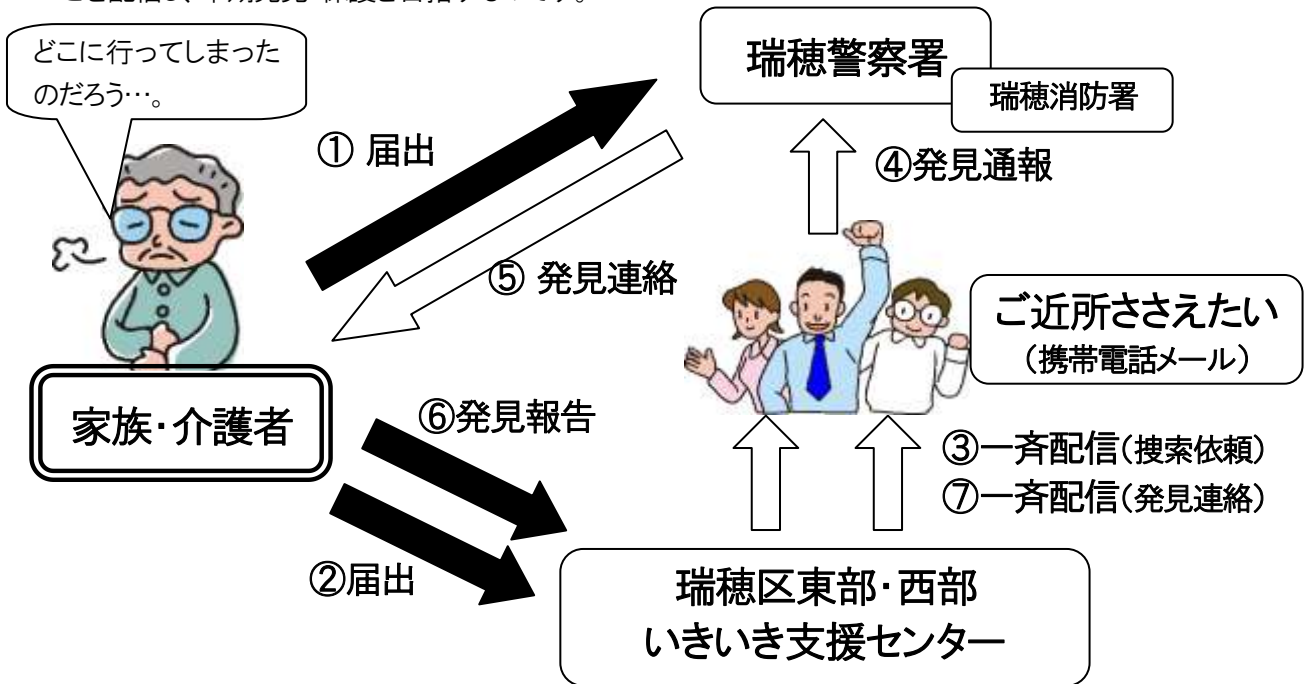 どこに行ってしまった
のだろう…。
瑞穂警察署
瑞穂消防署
① 届出
④発見通報
⑤ 発見連絡
ご近所ささえたい
（携帯電話メール）
家族・介護者
⑥発見報告
③一斉配信（捜索依頼）
⑦一斉配信（発見連絡）
②届出
瑞穂区東部・西部
いきいき支援センター